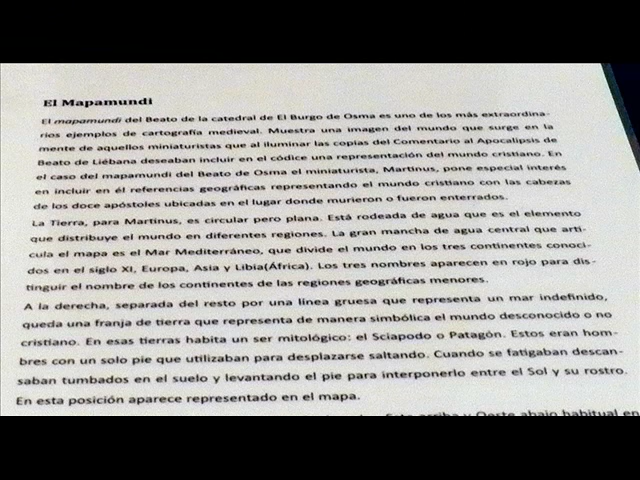 El Mapamundi
El mapamundi del Beato de la catedral de El Burgo de Osma es uno de los más extraordina-
rios ejemplos de cartografía medieval. Muestra una imagen del mundo que surge en la
mente de aquellos miniaturistas que al iluminar las copias del Comentario al Apocalipsis de
Beato de Liébana deseaban incluir en el códice una representación del mundo cristiano. En
el caso del mapamundi del Beato de Osma el miniaturista, Martinus, pone especial interés
en incluir en él referencias geográficas representando el mundo cristiano con las cabezas
de los doce apóstoles ubicadas en el lugar donde murieron o fueron enterrados.
La Tierra, para Martinus, es circular pero plana. Está rodeada de agua que es el elemento
que distribuye el mundo en diferentes regiones. La gran mancha de agua central que arti-
cula el mapa es el Mar Mediterráneo, que divide el mundo en los tres continentes conoci-
dos en el siglo XI, Europa, Asia y Libia(África). Los tres nombres aparecen en rojo para dis-
tinguir el nombre de los continentes de las regiones geográficas menores.
A la derecha, separada del resto por una línea gruesa que representa un mar indefinido,
queda una franja de tierra que representa de manera simbólica el mundo desconocido o no
cristiano. En esas tierras habita un ser mitológico: el Sciapodo o Patagón. Estos eran hom-
bres con un solo pie que utilizaban para desplazarse saltando. Cuando se fatigaban descan-
saban tumbados en el suelo y levantando el pie para interponerlo entre el Sol y su rostro.
En esta posición aparece representado en el mapa.
arriba y Oeste abajo habitual en